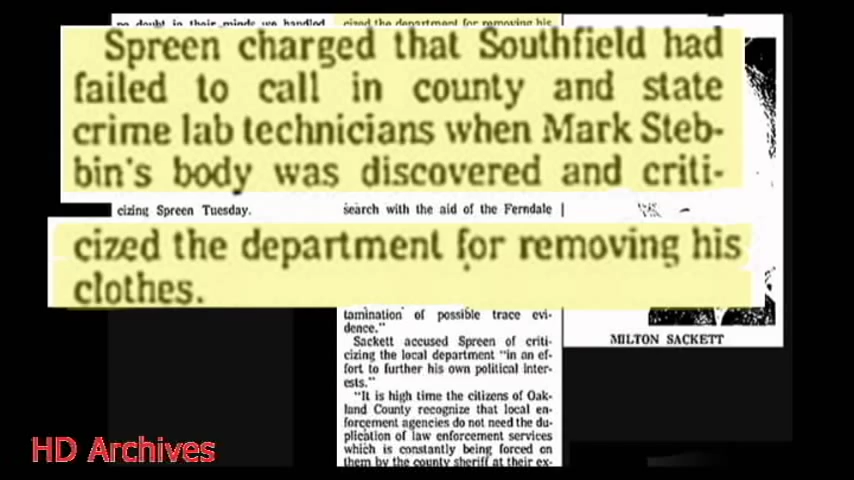 no doubt in their minds we handled
cized the department for removing his
Spreen charged that Southfield had
failed to call in county and state
crime lab technicians when Mark Steb-
bin's body was discovered and criti-
cizing Spreen Tuesday.
search with the aid of the Ferndale
cized the department for removing his
clothes.
tamination of possible trace evi-
dence."
Sackett accused Spreen of criti-
cizing the local department "in an ef-
fort to further his own political inter-
ests."
"It is high time the citizens of Oak-
land County recognize that local en-
forcement agencies do not need the du-
plication of law enforcement services
which is constantly being forced on
them by the county sheriff at their ex-
MILTON SACKETT
HD Archives